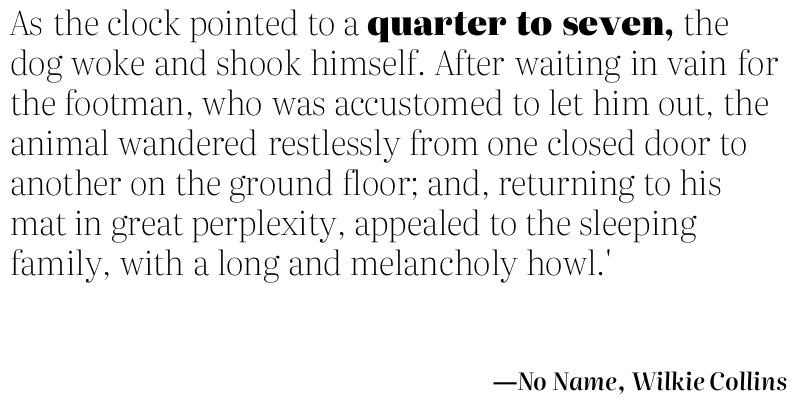 As the clock pointed to a quarter to seven, the
dog woke and shook himself. After waiting in vain for
the footman, who was accustomed to let him out, the
animal wandered restlessly from one closed door to
another on the ground floor; and, returning to his
mat in great perplexity, appealed to the sleeping
family, with a long and melancholy howl.'
—No Name, Wilkie Collins